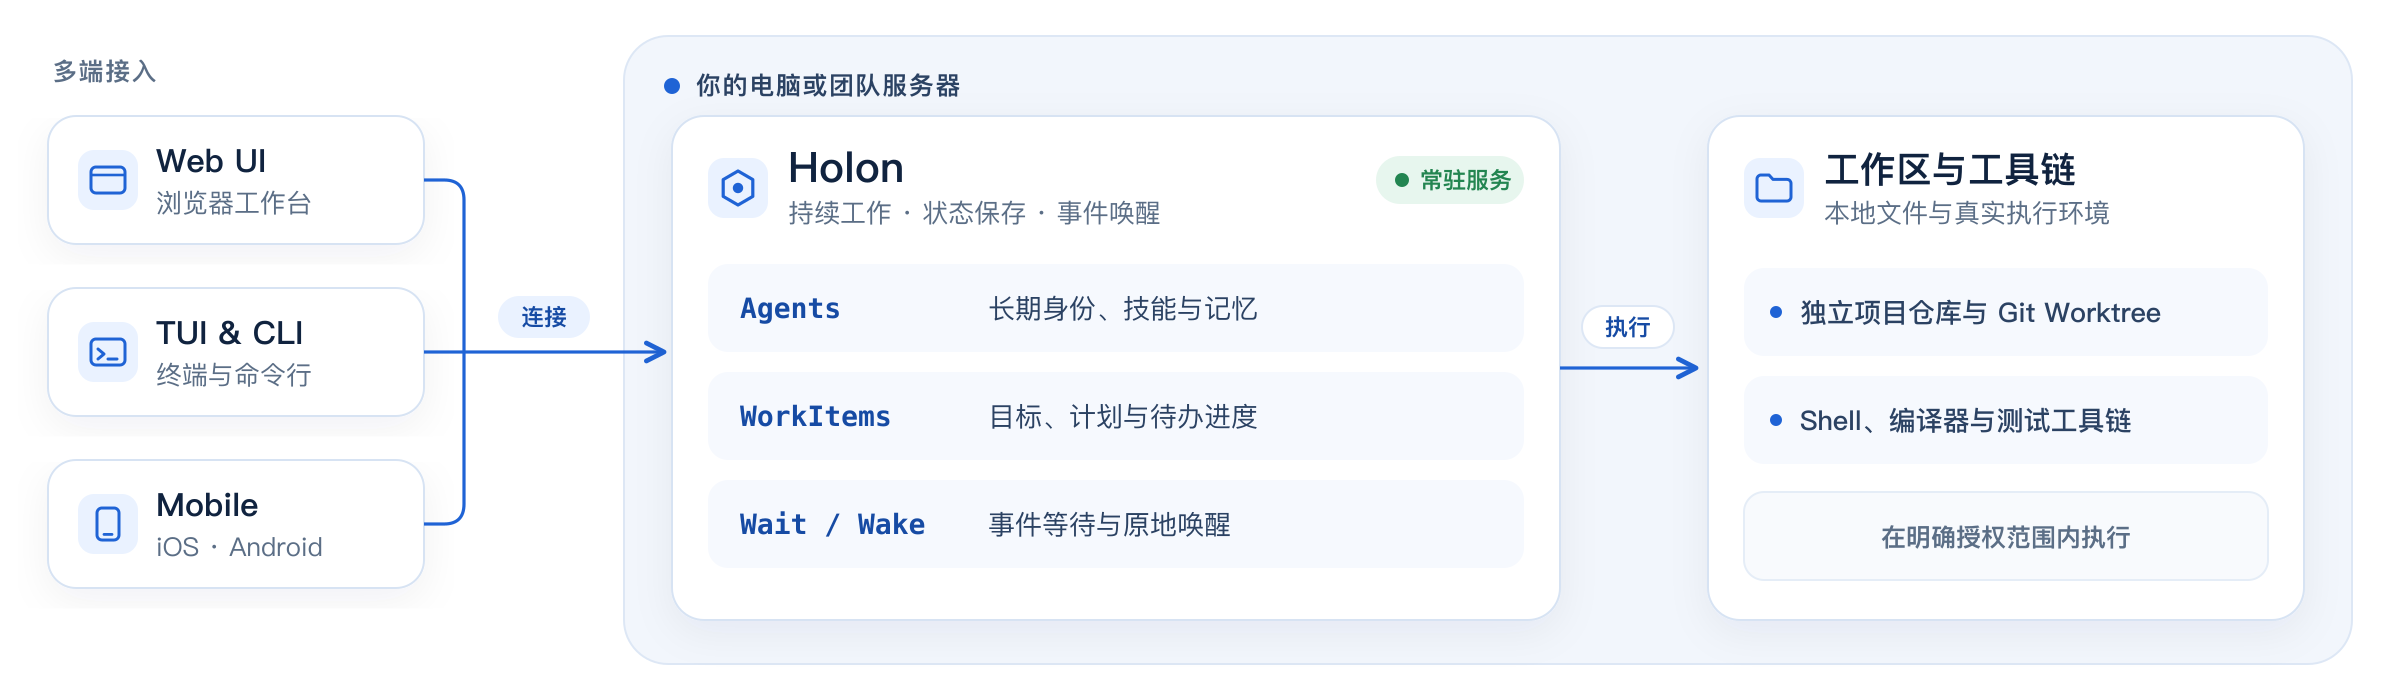 多端接入
Web UI
浏览器工作台
TUI & CLI
终端与命令行
Mobile
iOS · Android
连接
你的电脑或团队服务器
Holon
持续工作 · 状态保存 · 事件唤醒
常驻服务
Agents 长期身份、技能与记忆
WorkItems 目标、计划与待办进度
Wait / Wake 事件等待与原地唤醒
执行
工作区与工具链
本地文件与真实执行环境
独立项目仓库与 Git Worktree
Shell、编译器与测试工具链
在明确授权范围内执行